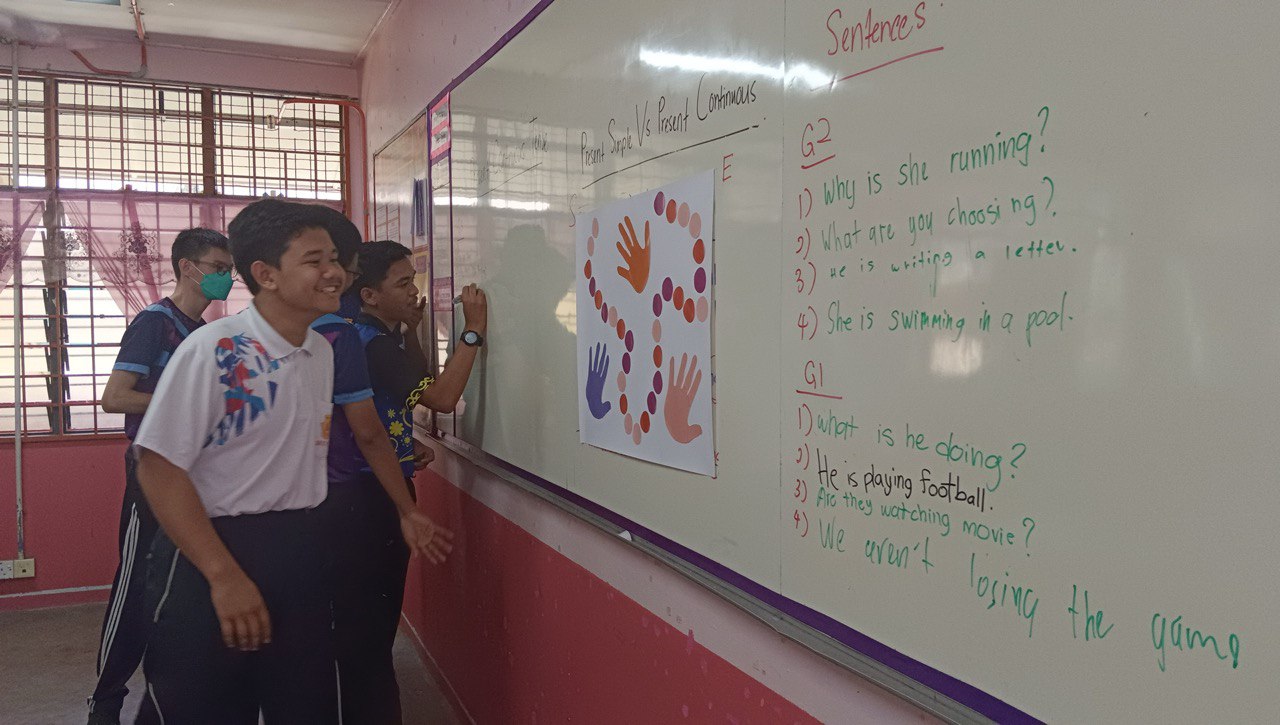 Present Simple Vs Present Continuous
E
Sentences
G2
1) Why is she running?
2) What are you choosing?
3) He is writing a letter.
4) She is swimming in a pool.
G1
1) what is he doing?
2) He is playing football.
3) Are they watching movie?
4) We aren't losing the game